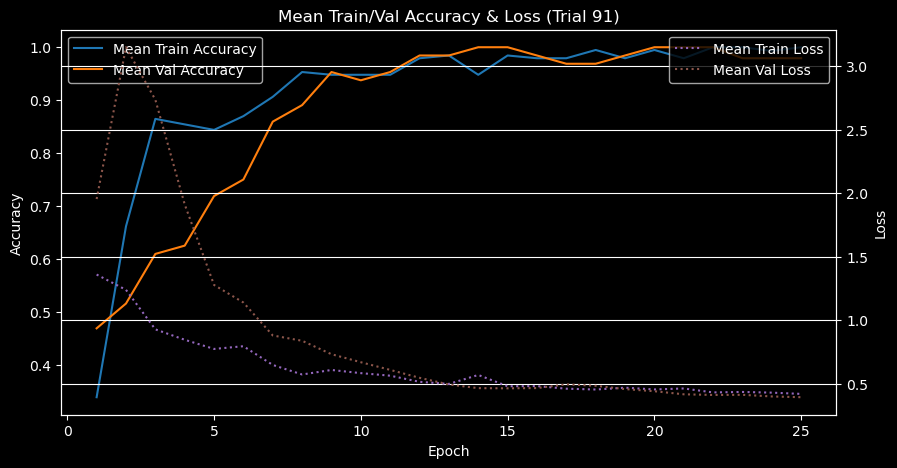 Mean Train/Val Accuracy & Loss (Trial 91)
Mean Train Accuracy
Mean Val Accuracy
Mean Train Loss
Mean Val Loss
1.0
0.9
0.8
0.7
0.6
0.5
0.4
Accuracy
3.0
2.5
2.0
1.5
1.0
0.5
Loss
0 5 10 15 20 25
Epoch